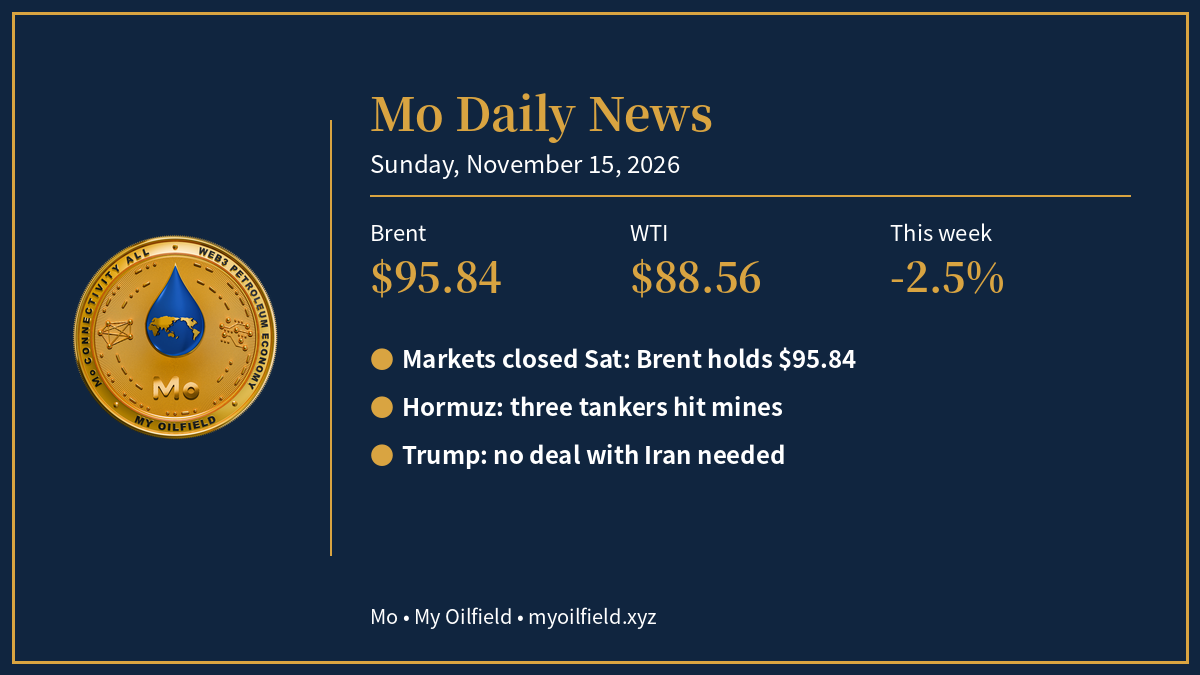 Mo CONNECTIVITY ALL • WEB3 PETROLEUM ECONOMY
Mo
MY OILFIELD
Mo Daily News
Sunday, November 15, 2026
Brent WTI This week
$95.84 $88.56 -2.5%
● Markets closed Sat: Brent holds $95.84
● Hormuz: three tankers hit mines
● Trump: no deal with Iran needed
Mo • My Oilfield • myoilfield.xyz